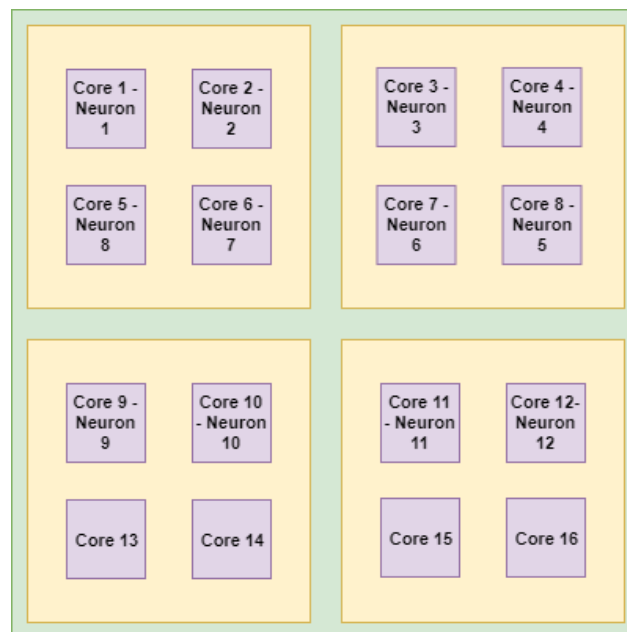 Core 1 -
Neuron
1
Core 2 -
Neuron
2
Core 3 -
Neuron
3
Core 4 -
Neuron
4
Core 5 -
Neuron
8
Core 6 -
Neuron
7
Core 7 -
Neuron
6
Core 8 -
Neuron
5
Core 9 -
Neuron
9
Core 10
- Neuron
10
Core 11
- Neuron
11
Core 12-
Neuron
12
Core 13
Core 14
Core 15
Core 16